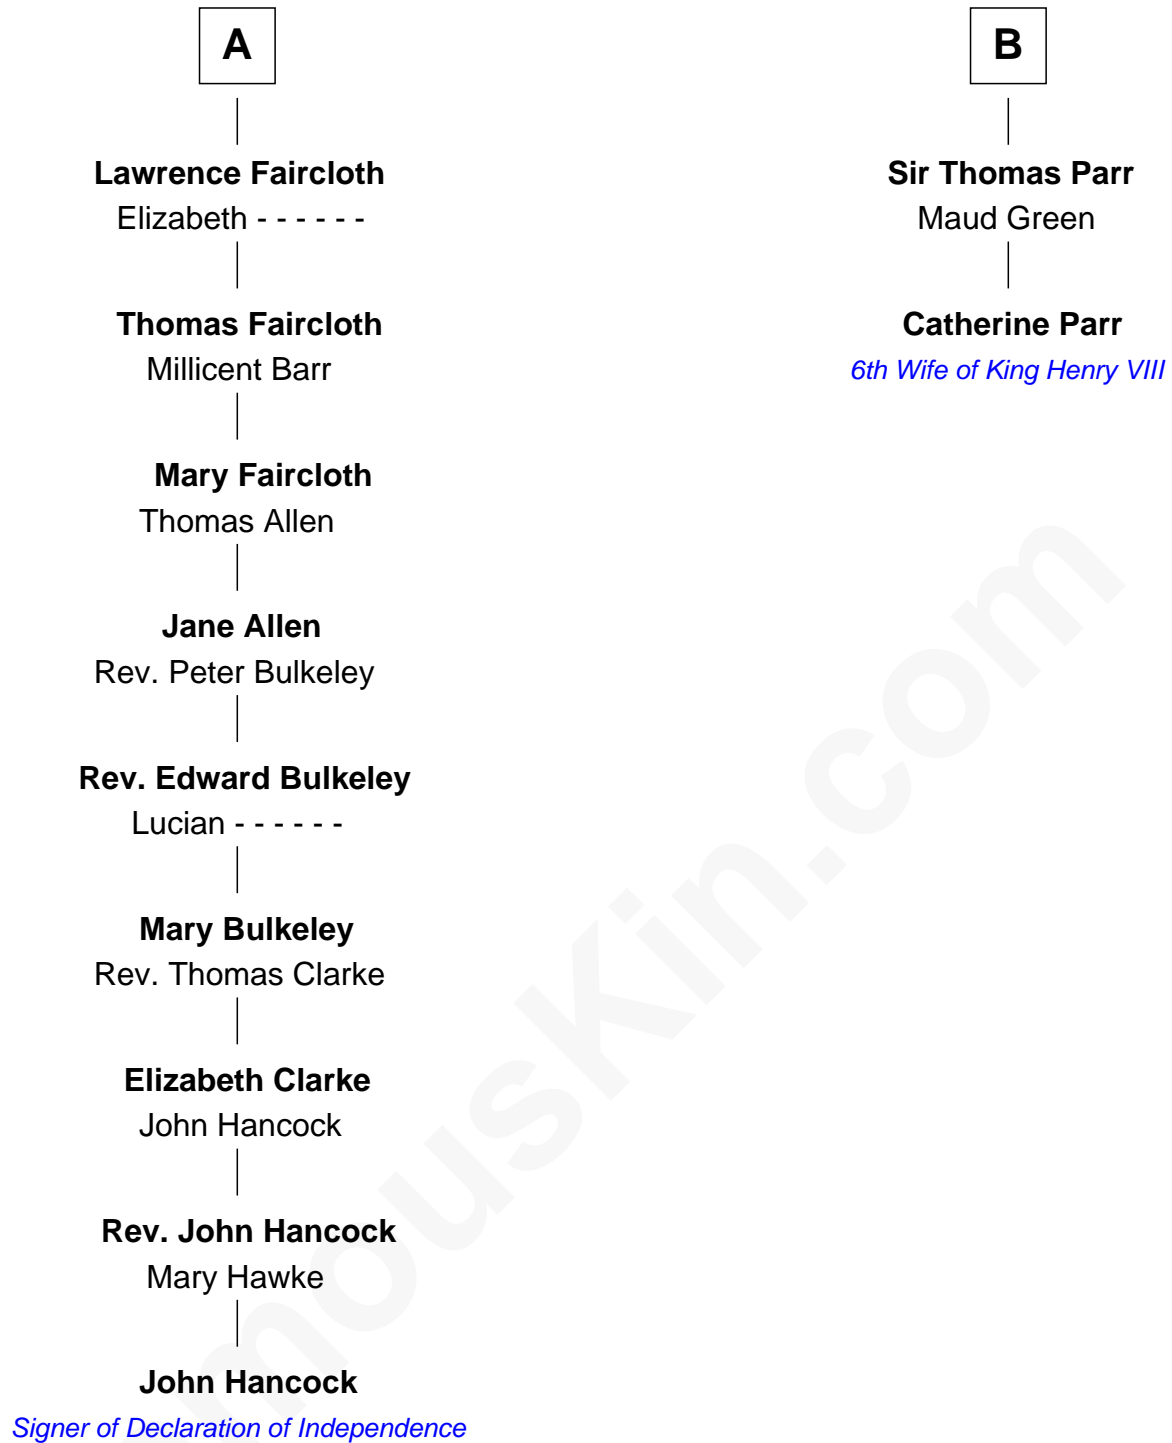 A
Lawrence Faircloth
Elizabeth - - - - - -
Thomas Faircloth
Millicent Barr
Mary Faircloth
Thomas Allen
Jane Allen
Rev. Peter Bulkeley
Rev. Edward Bulkeley
Lucian - - - - - -
Mary Bulkeley
Rev. Thomas Clarke
Elizabeth Clarke
John Hancock
Rev. John Hancock
Mary Hawke
John Hancock
Signer of Declaration of Independence
B
Sir Thomas Parr
Maud Green
Catherine Parr
6th Wife of King Henry VIII
mouskin.com